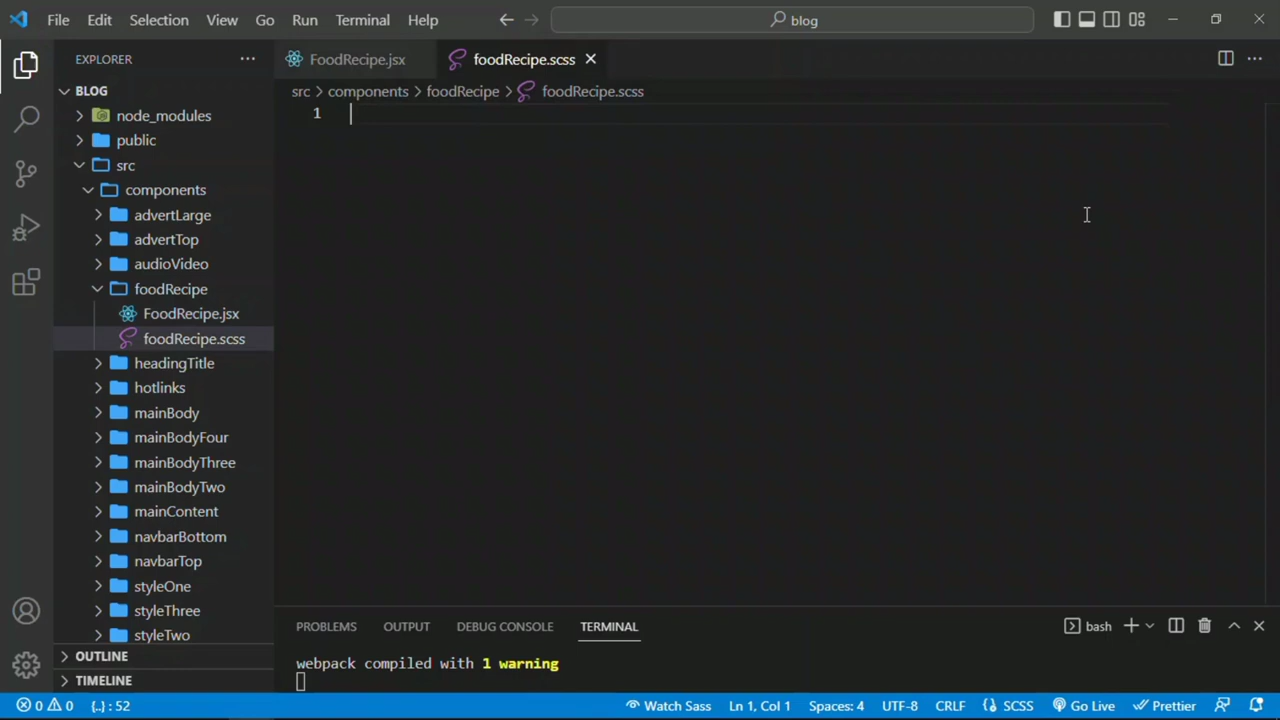 File Edit Selection View Go Run Terminal Help blog
EXPLORER
FoodRecipe.jsx foodRecipe.scss
BLOG
src > components > foodRecipe > foodRecipe.scss
1
node_modules
public
src
components
advertLarge
advertTop
audioVideo
foodRecipe
FoodRecipe.jsx
foodRecipe.scss
headingTitle
hotlinks
mainBody
mainBodyFour
mainBodyThree
mainBodyTwo
mainContent
navbarBottom
navbarTop
styleOne
styleThree
styleTwo
OUTLINE
TIMELINE
PROBLEMS OUTPUT DEBUG CONSOLE TERMINAL bash
webpack compiled with 1 warning
0 0 {..} : 52 Watch Sass Ln 1, Col 1 Spaces: 4 UTF-8 CRLF SCSS Go Live Prettier